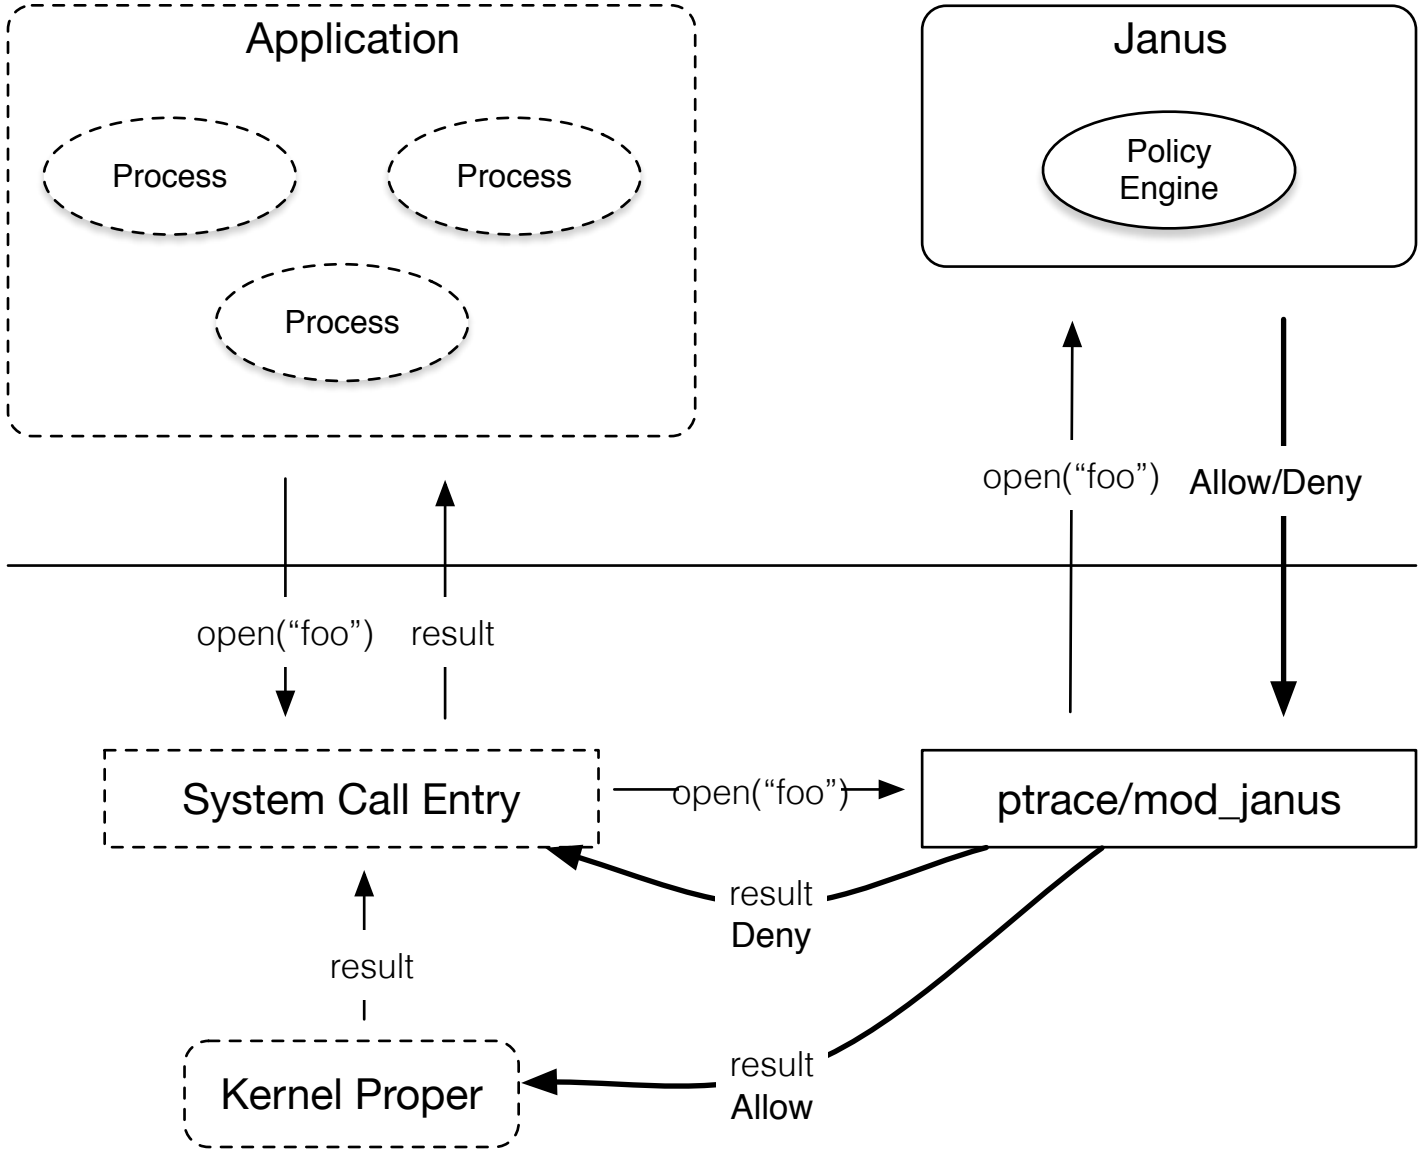 Application
Janus
Process
Process
Policy
Engine
Process
open(“foo”)
Allow/Deny
open(“foo”)
result
System Call Entry
open(“foo”)
ptrace/mod_janus
result
Deny
result
Kernel Proper
result
Allow